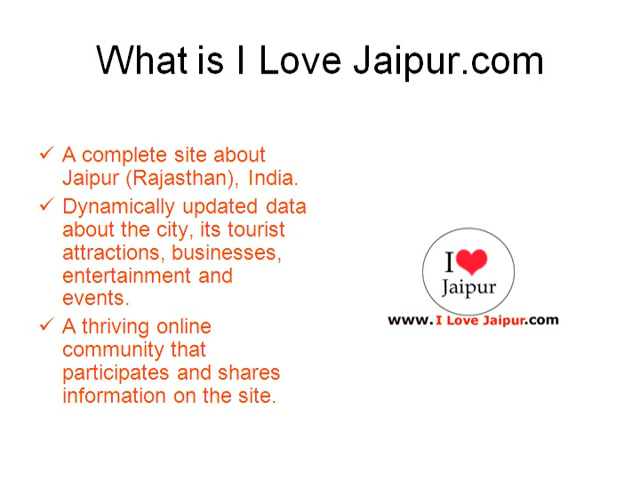 What is I Love Jaipur.com
A complete site about
Jaipur (Rajasthan), India.
Dynamically updated data
about the city, its tourist
attractions, businesses,
entertainment and
events.
A thriving online
community that
participates and shares
information on the site.
I
Jaipur
www.I Love Jaipur.com